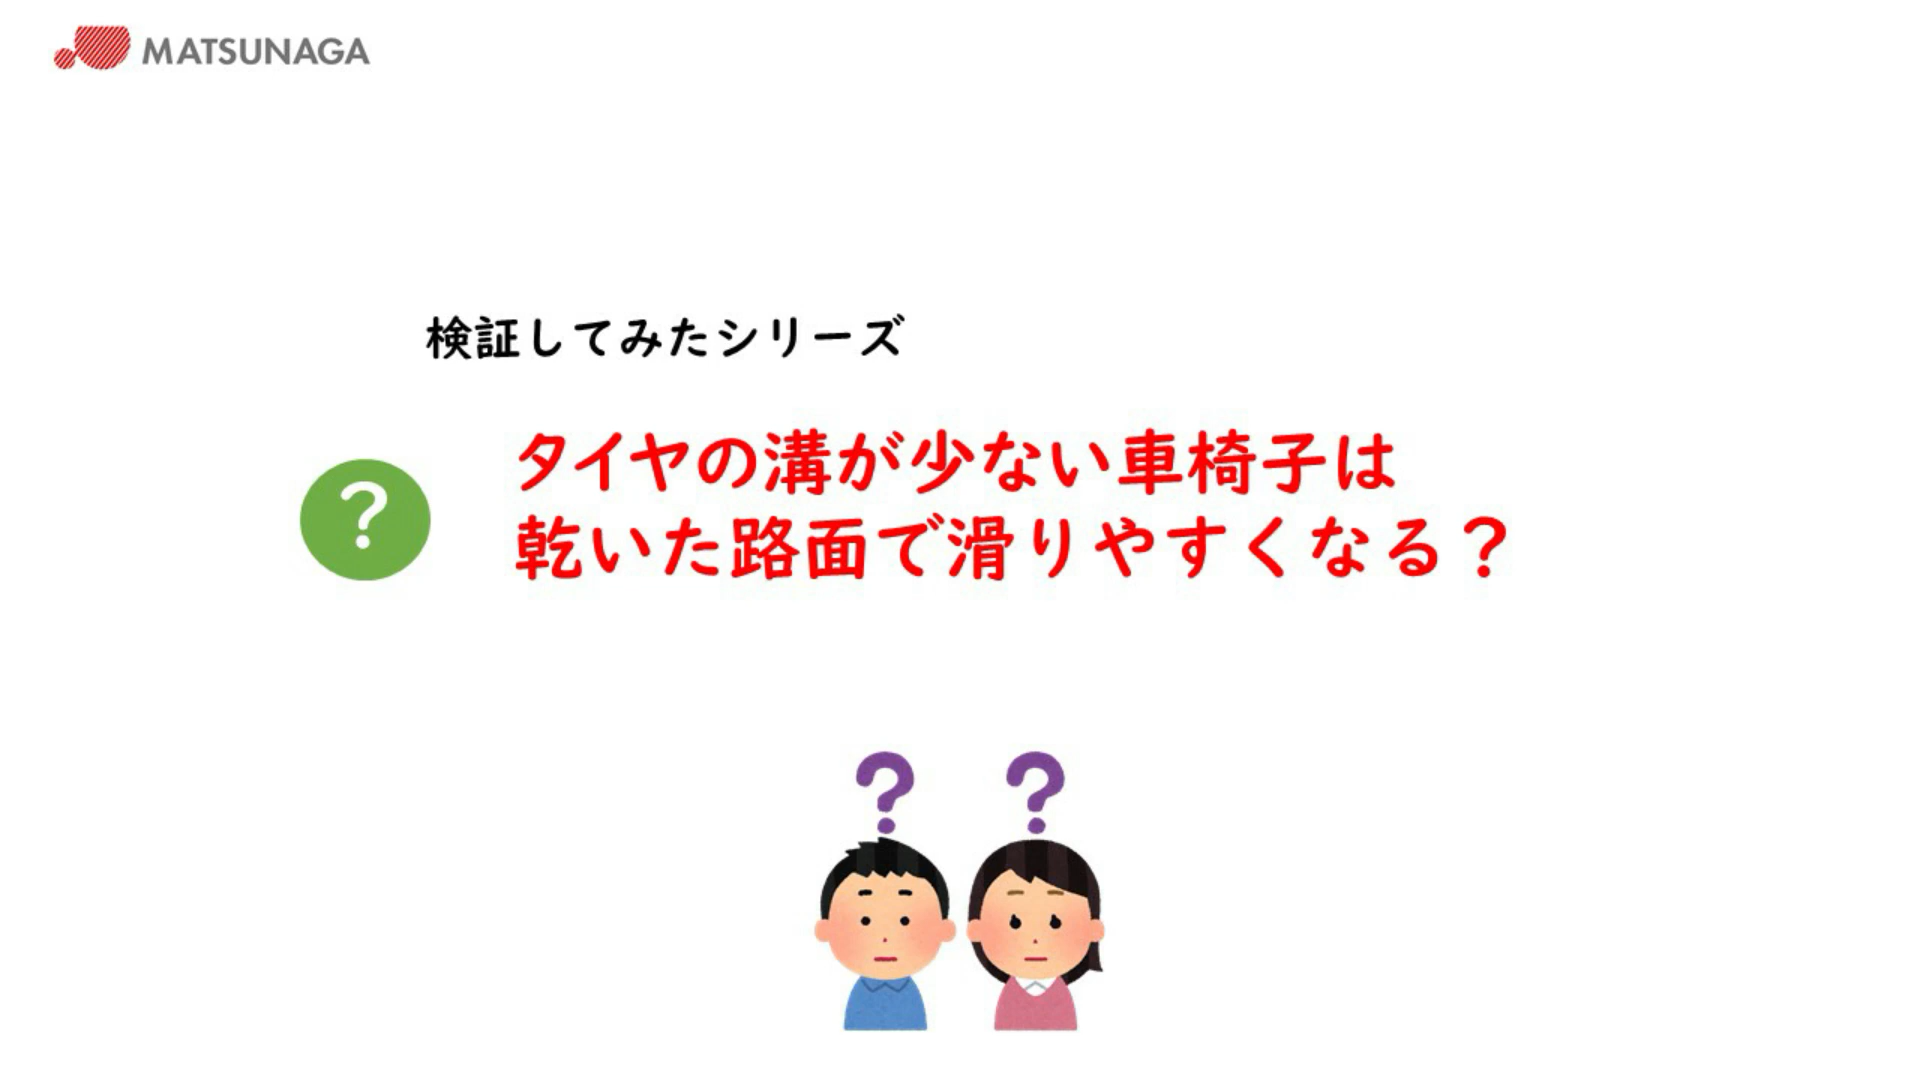 MATSUNAGA
検証してみたシリーズ
?
タイヤの溝が少ない車椅子は
乾いた路面で滑りやすくなる？
? ?